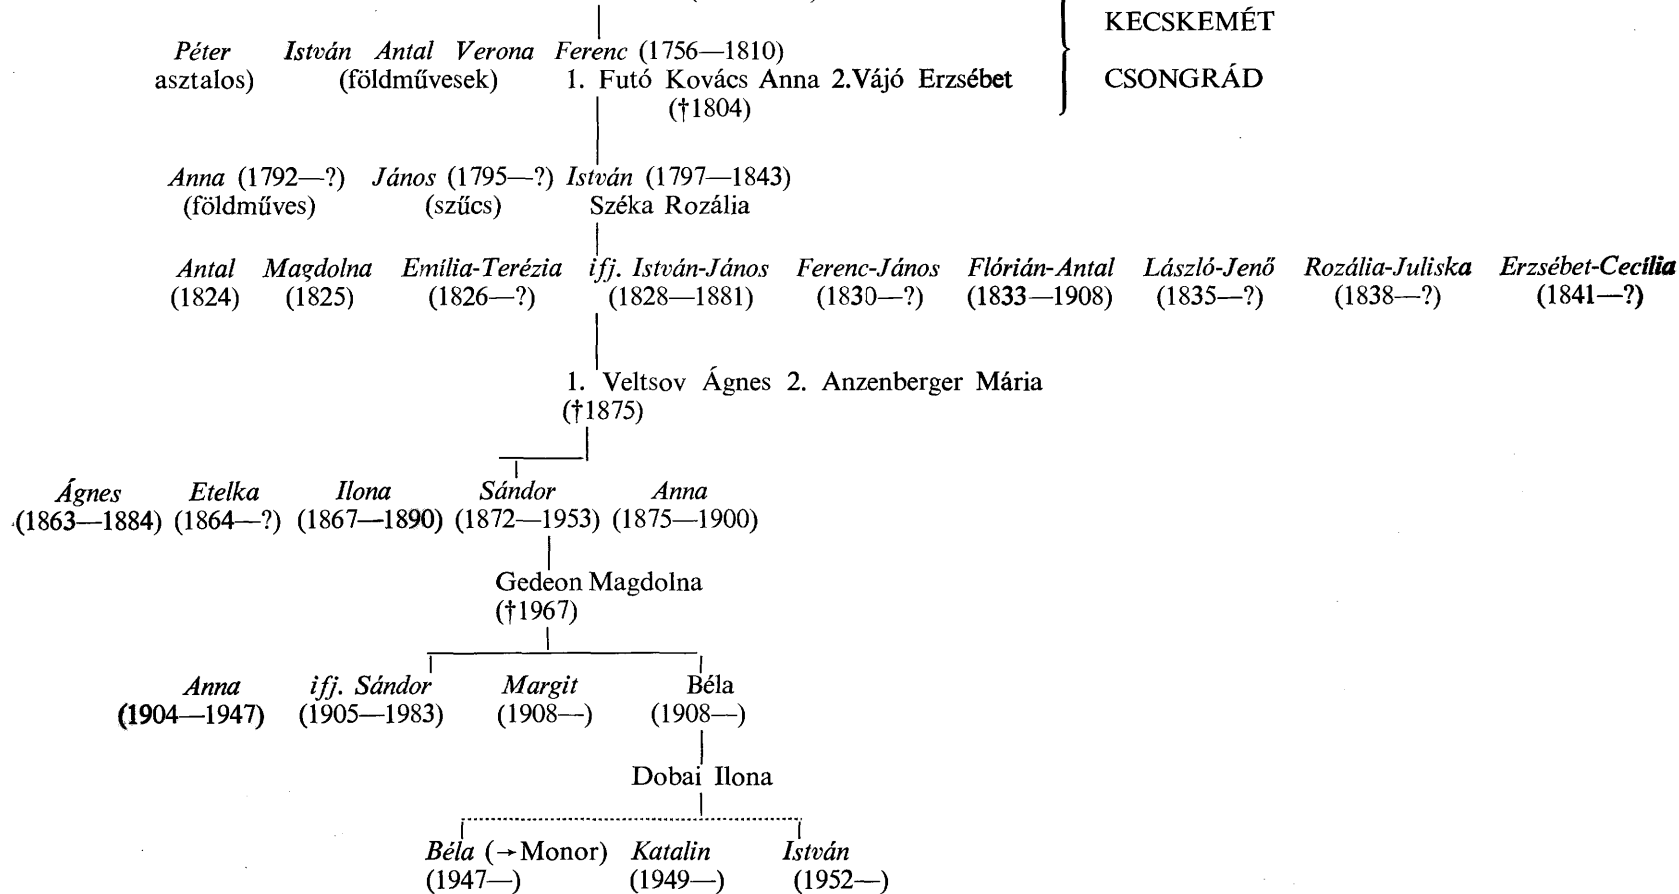 KECSKEMÉT
Péter István Antal Verona Ferenc (1756—1810)
asztalos) (földművesek) 1. Futó Kovács Anna 2.Vájó Erzsébet CSONGRÁD
(†1804)
Anna (1792—?) János (1795—?) István (1797—1843)
(földműves) (szűcs) Széka Rozália
Antal Magdolna Emília-Terézia ifj. István-János Ferenc-János Flórián-Antal László-Jenő Rozália-Juliska Erzsébet-Cecília
(1824) (1825) (1826—?) (1828—1881) (1830—?) (1833—1908) (1835—?) (1838—?) (1841—?)
1. Veltsov Ágnes 2. Anzenberger Mária
(†1875)
Ágnes Etelka Ilona Sándor Anna
(1863—1884) (1864—?) (1867—1890) (1872—1953) (1875—1900)
Gedeon Magdolna
(†1967)
Anna ifj. Sándor Margit Béla
(1904—1947) (1905—1983) (1908—) (1908—)
Dobai Ilona
Béla (→Monor) Katalin István
(1947—) (1949—) (1952—)